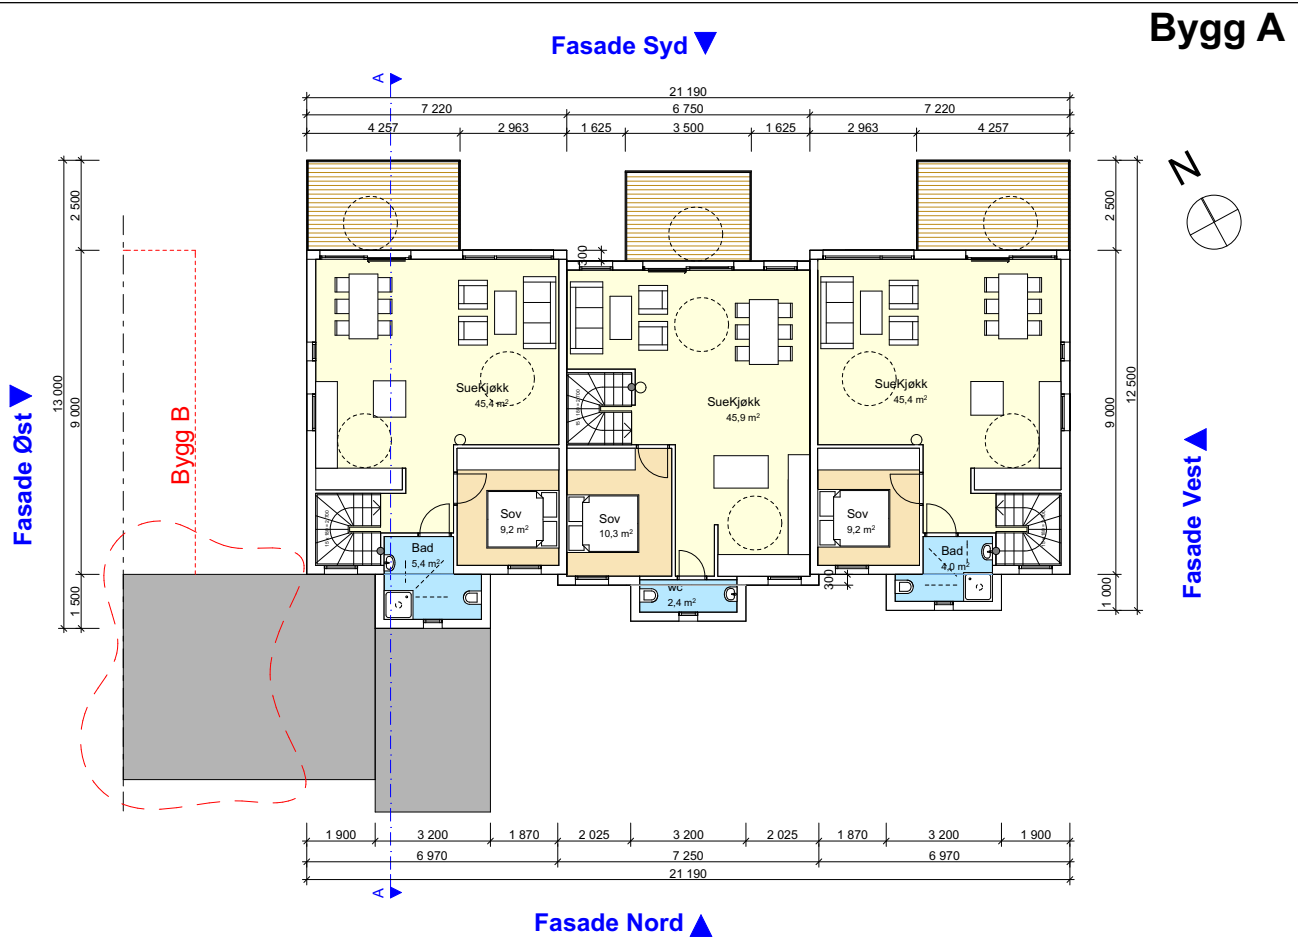 Bygg A
Fasade Syd
A
21 190
7 220 6 750 7 220
4 257 2 963 1 625 3 500 1 625 2 963 4 257
N
2 500 2 500
300
13 000 9 000 9 000 12 500
SueKjøkk
45,4 m²
SueKjøkk
45,9 m²
SueKjøkk
45,4 m²
Fasade Øst
Bygg B
Fasade Vest
Sov
9,2 m²
Sov
10,3 m²
Sov
9,2 m²
Bad
5,4 m²
Bad
4,0 m²
WC
2,4 m²
300
1 500 1 000
1 900 3 200 1 870 2 025 3 200 2 025 1 870 3 200 1 900
6 970 7 250 6 970
21 190
A
Fasade Nord